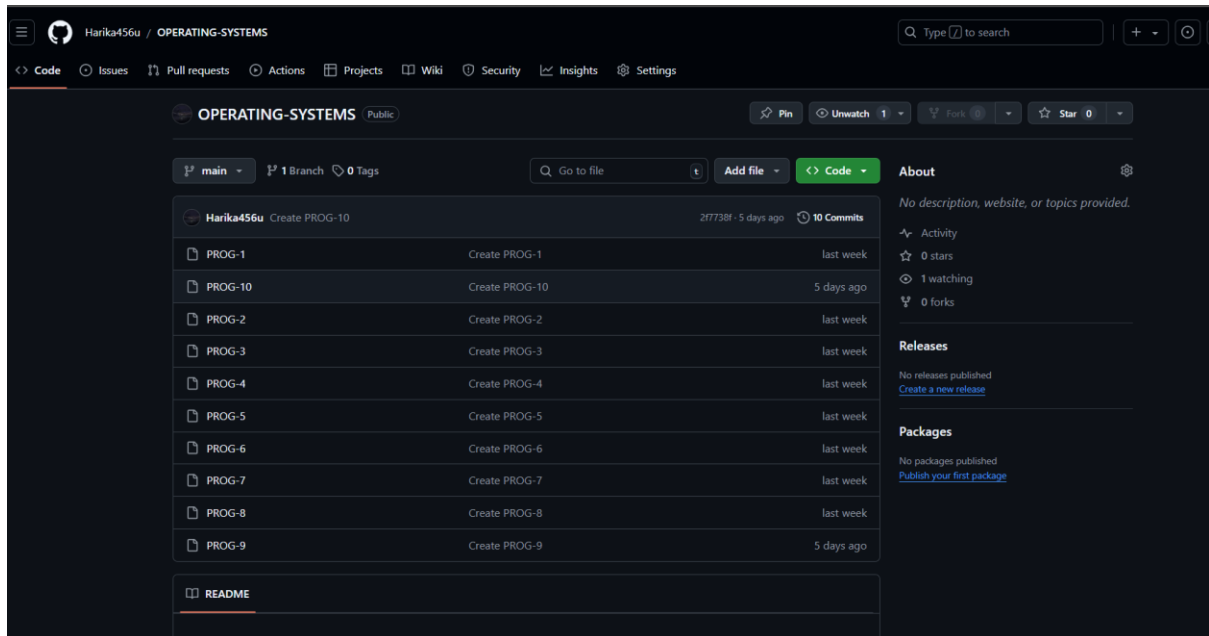 Harika456u / OPERATING-SYSTEMS
Type / to search
Code Issues Pull requests Actions Projects Wiki Security Insights Settings
OPERATING-SYSTEMS Public
Pin Unwatch 1 Fork 0 Star 0
main 1 Branch 0 Tags
Go to file t Add file Code
Harika456u Create PROG-10 2f7738f · 5 days ago 10 Commits
PROG-1 Create PROG-1 last week
PROG-10 Create PROG-10 5 days ago
PROG-2 Create PROG-2 last week
PROG-3 Create PROG-3 last week
PROG-4 Create PROG-4 last week
PROG-5 Create PROG-5 last week
PROG-6 Create PROG-6 last week
PROG-7 Create PROG-7 last week
PROG-8 Create PROG-8 last week
PROG-9 Create PROG-9 5 days ago
README
About
No description, website, or topics provided.
Activity
0 stars
1 watching
0 forks
Releases
No releases published
Create a new release
Packages
No packages published
Publish your first package